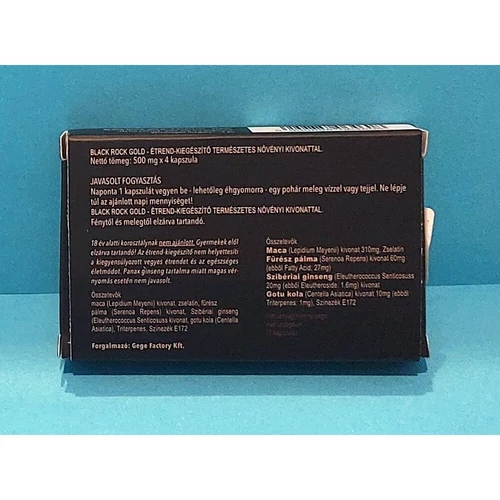 BLACK ROCK GOLD - ÉTREND-KIEGÉSZÍTŐ TERMÉSZETES NÖVÉNYI KIVONATTAL.
Nettó tömeg: 500 mg x 4 kapszula
JAVASOLT FOGYASZTÁS
Naponta 1 kapszulát vegyen be - lehetőleg éhgyomorra - egy pohár meleg vízzel vagy tejjel. Ne lépje
túl az ajánlott napi mennyiséget!
BLACK ROCK GOLD - ÉTREND-KIEGÉSZÍTŐ TERMÉSZETES NÖVÉNYI KIVONATTAL.
Fénytől és melegtől elzárva tartandó.
18 év alatti korosztálynak nem ajánlott. Gyermekek elől
elzárva tartandó! Az étrend-kiegészítő nem helyettesíti
a kiegyensúlyozott vegyes étrendet és az egészséges
életmódot. Panax ginseng tartalma miatt magas vér-
nyomás esetén nem javasolt.
Összetevők
maca (Lepidium Meyenii) kivonat, zselatin, fűrész
pálma (Serenoa Repens) kivonat, Szibériai ginseng
(Eleutherococcus Senticosuss kivonat, gotu kola (Centella
Asiatica), Triterpenes, Színezék E172
Forgalmazó: Gege Factory Kft.
Összetevők
Maca (Lepidium Meyenii) kivonat 310mg, Zselatin
Fűrész pálma (Serenoa Repens) kivonat 60mg
(ebből Fatty Acid, 27mg)
Szibériai ginseng (Eleutherococcus Senticosuss
20mg (ebből Eleutheroside: 1,6mg) kivonat
Gotu kola (Centella Asiatica) kivonat 10mg (ebből
Triterpenes: 1mg), Színezék E172